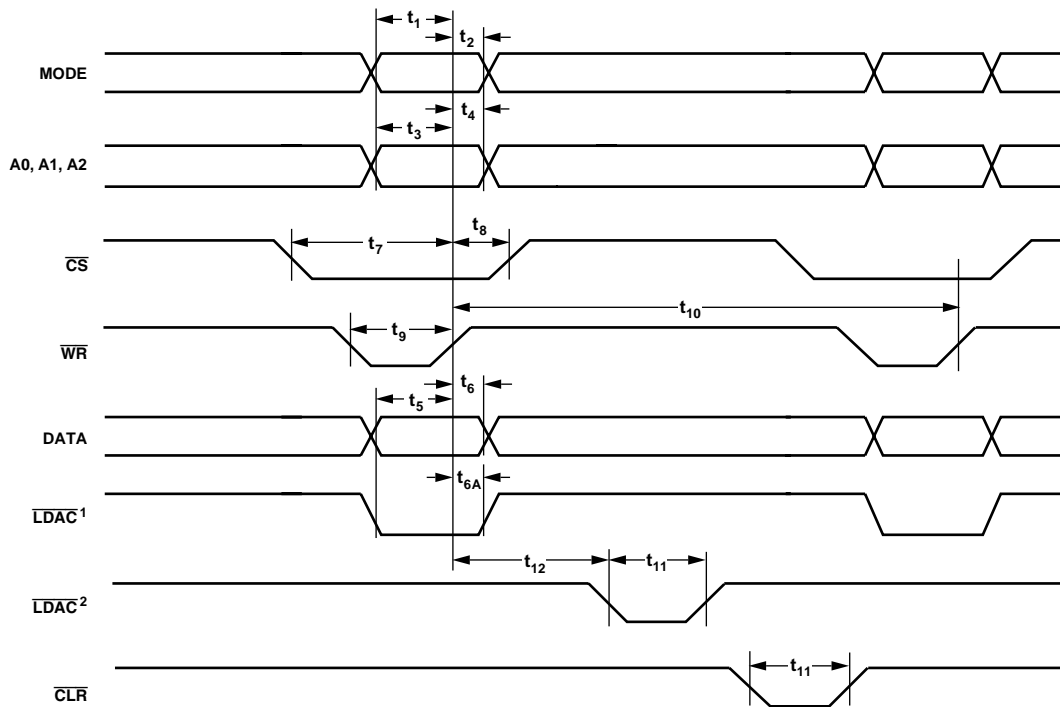 t1
t2
MODE
t4
t3
A0, A1, A2
t7
t8
CS
t10
t9
WR
t6
t5
DATA
t6A
LDAC1
t12
t11
LDAC2
t11
CLR